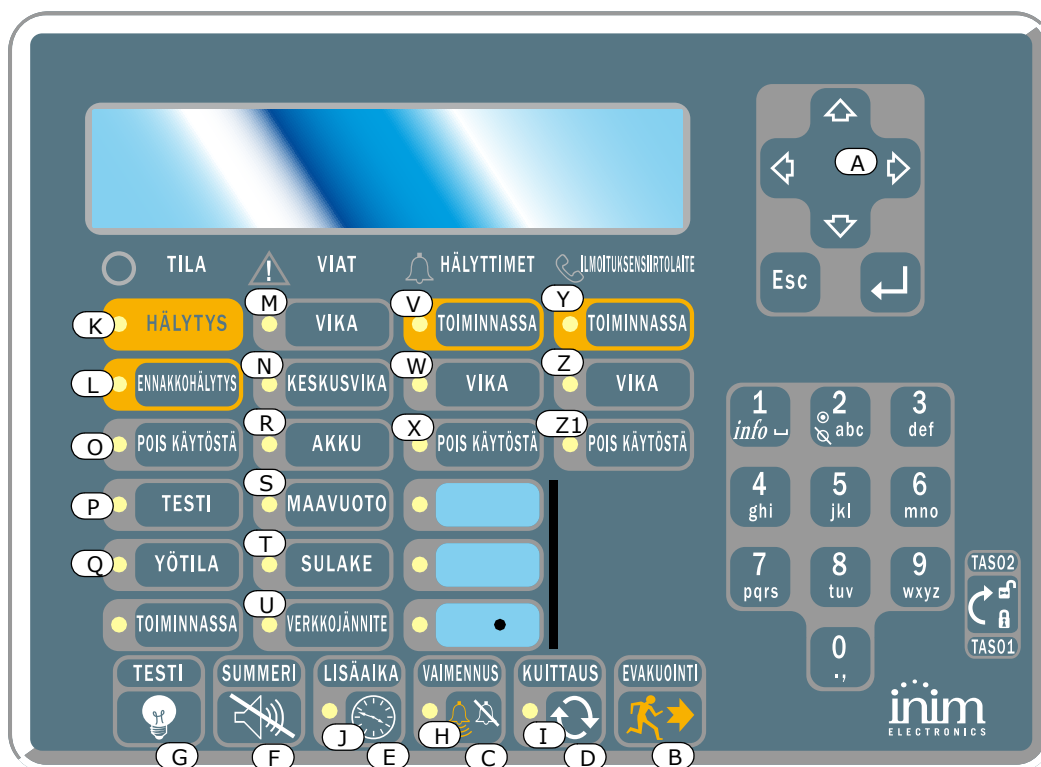 A
TILA VIAT HÄLYTTIMET ILMOITUKSENSIIRTOLAITE
Esc
K HÄLYTYS M VIKA V TOIMINNASSA Y TOIMINNASSA
L ENNAKKOHÄLYTYS N KESKUSVIKA W VIKA Z VIKA
O POIS KÄYTÖSTÄ R AKKU X POIS KÄYTÖSTÄ Z1 POIS KÄYTÖSTÄ
P TESTI S MAAVUOTO
Q YÖTILA T SULAKE
TOIMINNASSA U VERKKOJÄNNITE
1 2 3
info abc def
4 5 6
ghi jkl mno
7 8 9
pqrs tuv wxyz
0
.,
TASO2
TASO1
TESTI SUMMERI LISÄAIKA VAIMENNUS KUITTAUS EVAKUOINTI
J H I
G F E C D B
inim
ELECTRONICS